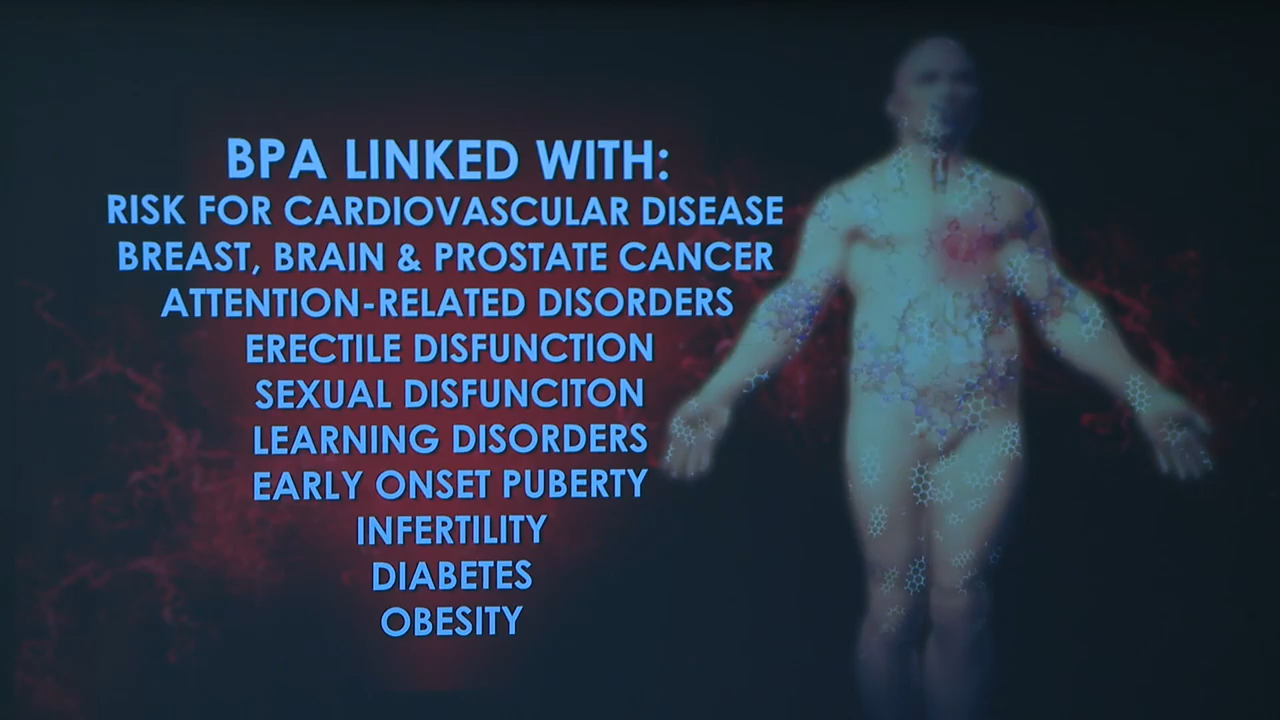 BPA LINKED WITH:
RISK FOR CARDIOVASCULAR DISEASE
BREAST, BRAIN & PROSTATE CANCER
ATTENTION-RELATED DISORDERS
ERECTILE DISFUNCTION
SEXUAL DISFUNCITON
LEARNING DISORDERS
EARLY ONSET PUBERTY
INFERTILITY
DIABETES
OBESITY